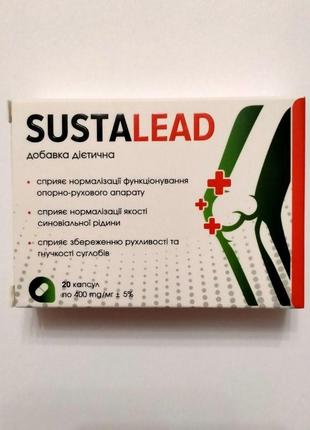 SUSTALEAD
добавка дієтична
• сприяє нормалізації функціонування
опорно-рухового апарату
• сприяє нормалізації якості
синовіальної рідини
• сприяє збереженню рухливості та
гнучкості суглобів
20 капсул
по 400 mg/мг ± 5%